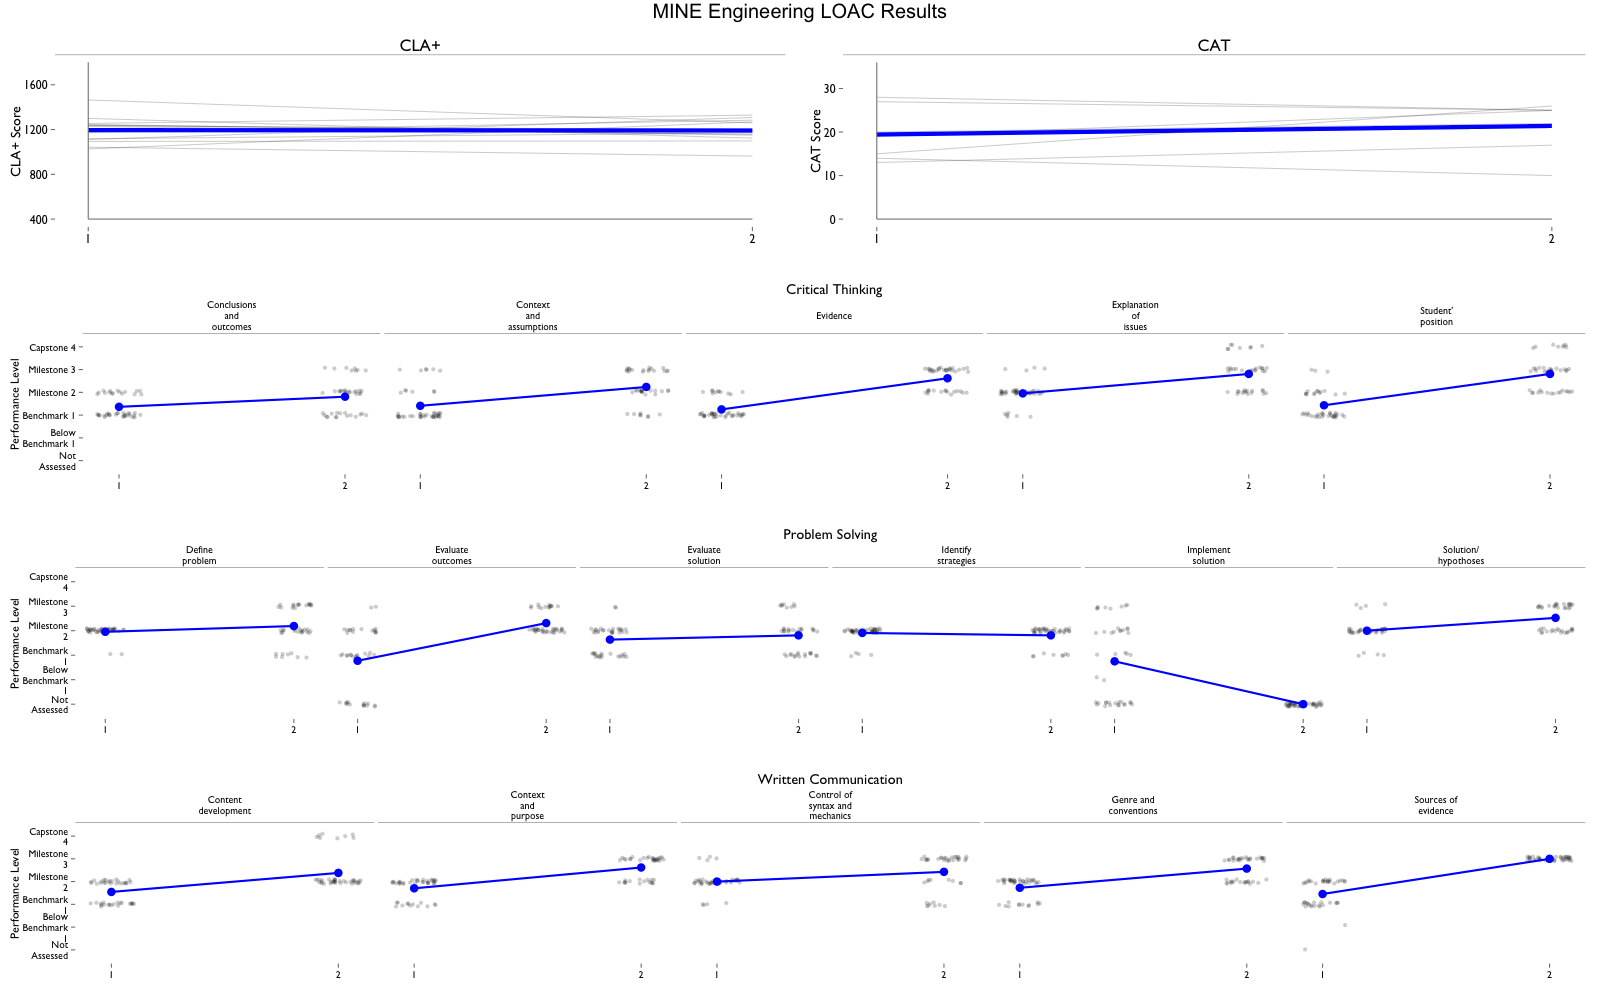 MINE Engineering LOAC Results
CLA+
CLA+ Score
1600
1200
800
400
1
2
CAT
CAT Score
30
20
10
0
1
2
Critical Thinking
Conclusions
and
outcomes
Context
and
assumptions
Evidence
Explanation
of
issues
Student'
position
Performance Level
Capstone 4
Milestone 3
Milestone 2
Benchmark 1
Below
Benchmark 1
Not
Assessed
1
2
1
2
1
2
1
2
1
2
Problem Solving
Define
problem
Evaluate
outcomes
Evaluate
solution
Identify
strategies
Implement
solution
Solution/
hypothoses
Performance Level
Capstone
4
Milestone
3
Milestone
2
Benchmark
1
Below
Benchmark
1
Not
Assessed
1
2
1
2
1
2
1
2
1
2
1
2
Written Communication
Content
development
Context
and
purpose
Control of
syntax and
mechanics
Genre and
conventions
Sources of
evidence
Performance Level
Capstone
4
Milestone
3
Milestone
2
Benchmark
1
Below
Benchmark
1
Not
Assessed
1
2
1
2
1
2
1
2
1
2